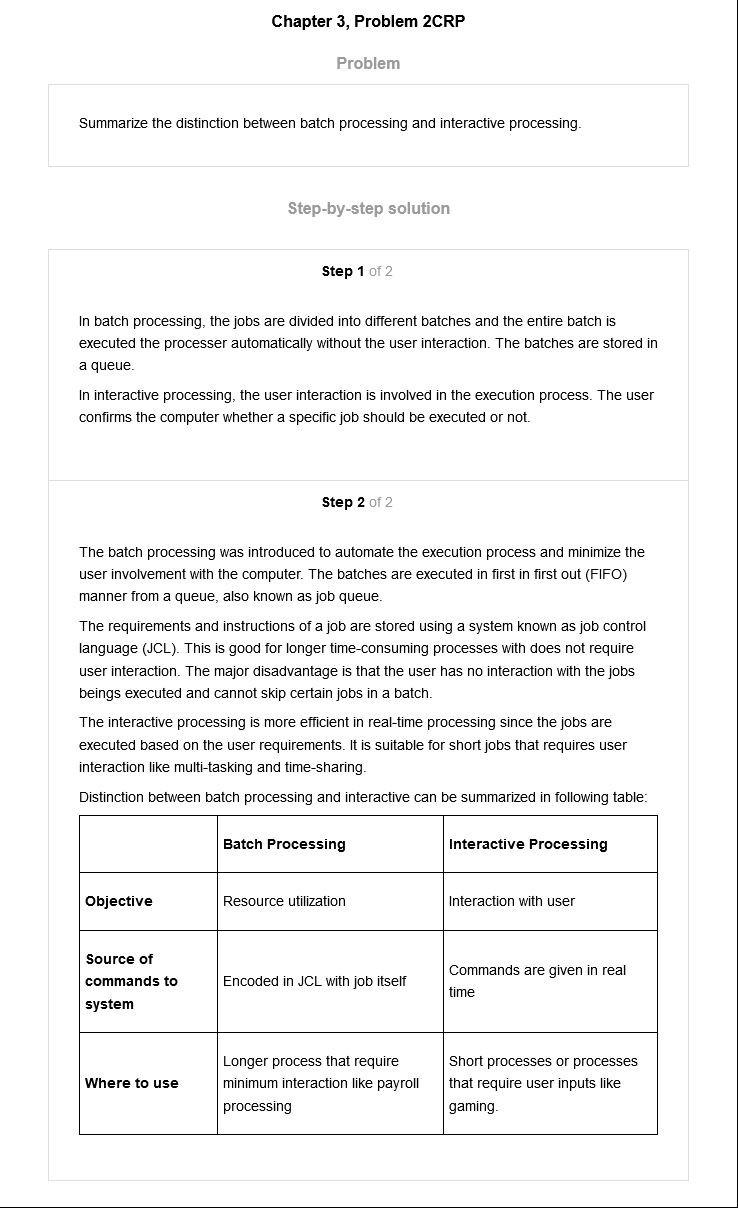 Chapter 3, Problem 2CRP
Problem
Summarize the distinction between batch processing and interactive processing.
Step-by-step solution
Step 1 of 2
In batch processing, the jobs are divided into different batches and the entire batch is
executed the processer automatically without the user interaction. The batches are stored in
a queue.
In interactive processing, the user interaction is involved in the execution process. The user
confirms the computer whether a specific job should be executed or not.
Step 2 of 2
The batch processing was introduced to automate the execution process and minimize the
user involvement with the computer. The batches are executed in first in first out (FIFO)
manner from a queue, also known as job queue.
The requirements and instructions of a job are stored using a system known as job control
language (JCL). This is good for longer time-consuming processes with does not require
user interaction. The major disadvantage is that the user has no interaction with the jobs
beings executed and cannot skip certain jobs in a batch.
The interactive processing is more efficient in real-time processing since the jobs are
executed based on the user requirements. It is suitable for short jobs that requires user
interaction like multi-tasking and time-sharing.
Distinction between batch processing and interactive can be summarized in following table:
Batch Processing
Interactive Processing
Objective
Resource utilization
Interaction with user
Source of
commands to
system
Encoded in JCL with job itself
Commands are given in real
time
Where to use
Longer process that require
minimum interaction like payroll
processing
Short processes or processes
that require user inputs like
gaming.